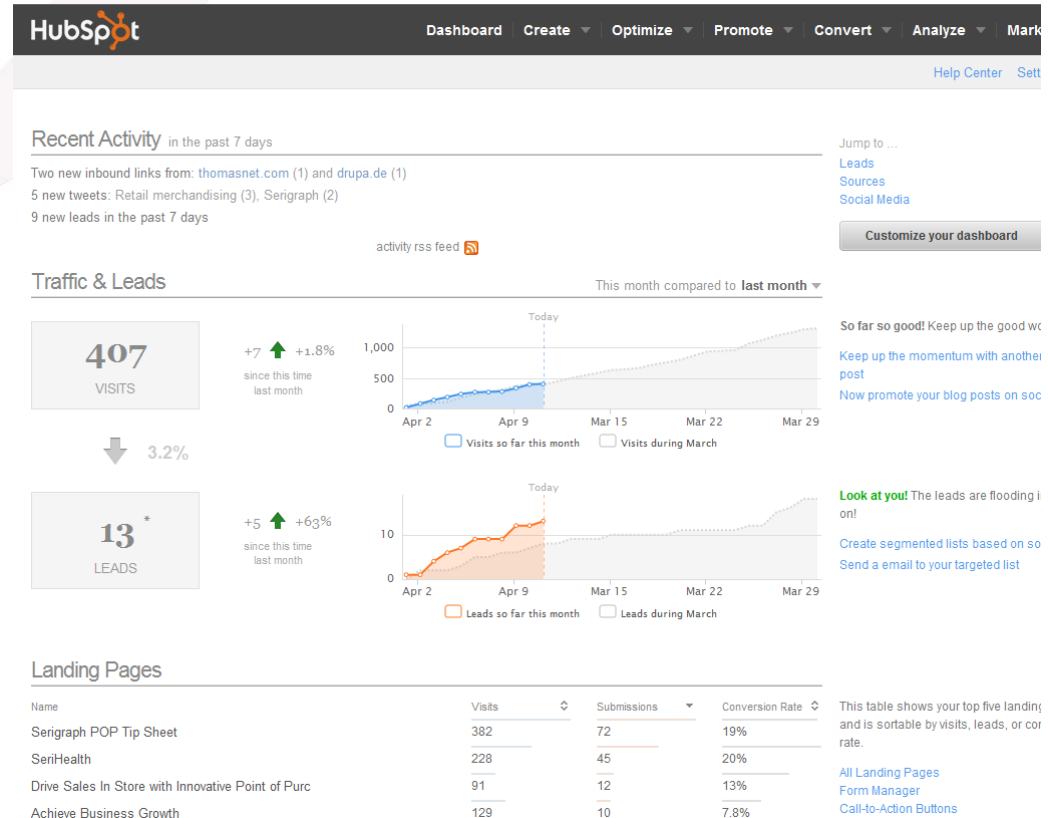 HubSpot
Dashboard Create Optimize Promote Convert Analyze Mark
Help Center Sett
Recent Activity in the past 7 days
Two new inbound links from: thomasnet.com (1) and drupa.de (1)
5 new tweets: Retail merchandising (3), Serigraph (2)
9 new leads in the past 7 days
activity rss feed
Jump to ...
Leads
Sources
Social Media
Customize your dashboard
Traffic & Leads
This month compared to last month
407
VISITS
+7 +1.8%
since this time
last month
3.2%
Today
1,000
500
0
Apr 2 Apr 9 Mar 15 Mar 22 Mar 29
Visits so far this month Visits during March
So far so good! Keep up the good wo
Keep up the momentum with another
post
Now promote your blog posts on soc
13 *
LEADS
+5 +63%
since this time
last month
Today
10
0
Apr 2 Apr 9 Mar 15 Mar 22 Mar 29
Leads so far this month Leads during March
Look at you! The leads are flooding i
on!
Create segmented lists based on so
Send a email to your targeted list
Landing Pages
Name Visits Submissions Conversion Rate
Serigraph POP Tip Sheet 382 72 19%
SeriHealth 228 45 20%
Drive Sales In Store with Innovative Point of Purc 91 12 13%
Achieve Business Growth 129 10 7.8%
This table shows your top five landing
and is sortable by visits, leads, or con
rate.
All Landing Pages
Form Manager
Call-to-Action Buttons